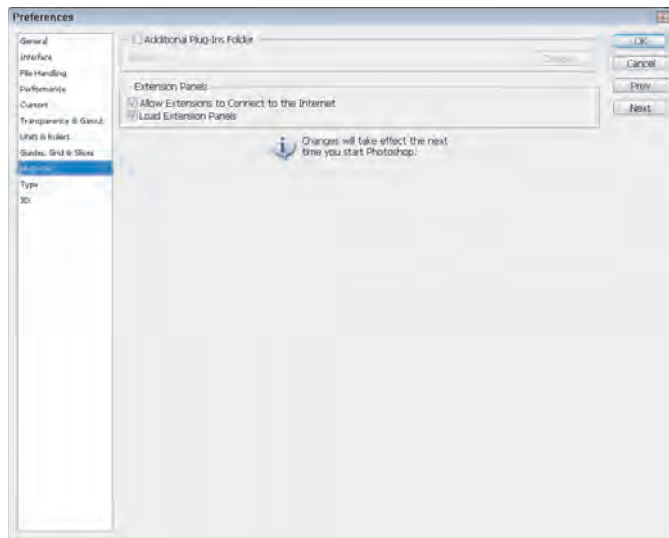 Preferences
General
Interface
File Handling
Performance
Cursors
Transparency & Gamut
Units & Rulers
Guides, Grid & Slices
Type
3D
Additional Plug-Ins Folder
Extension Panels
Allow Extensions to Connect to the Internet
Load Extension Panels
Changes will take effect the next
time you start Photoshop.
OK
Cancel
Prev
Next